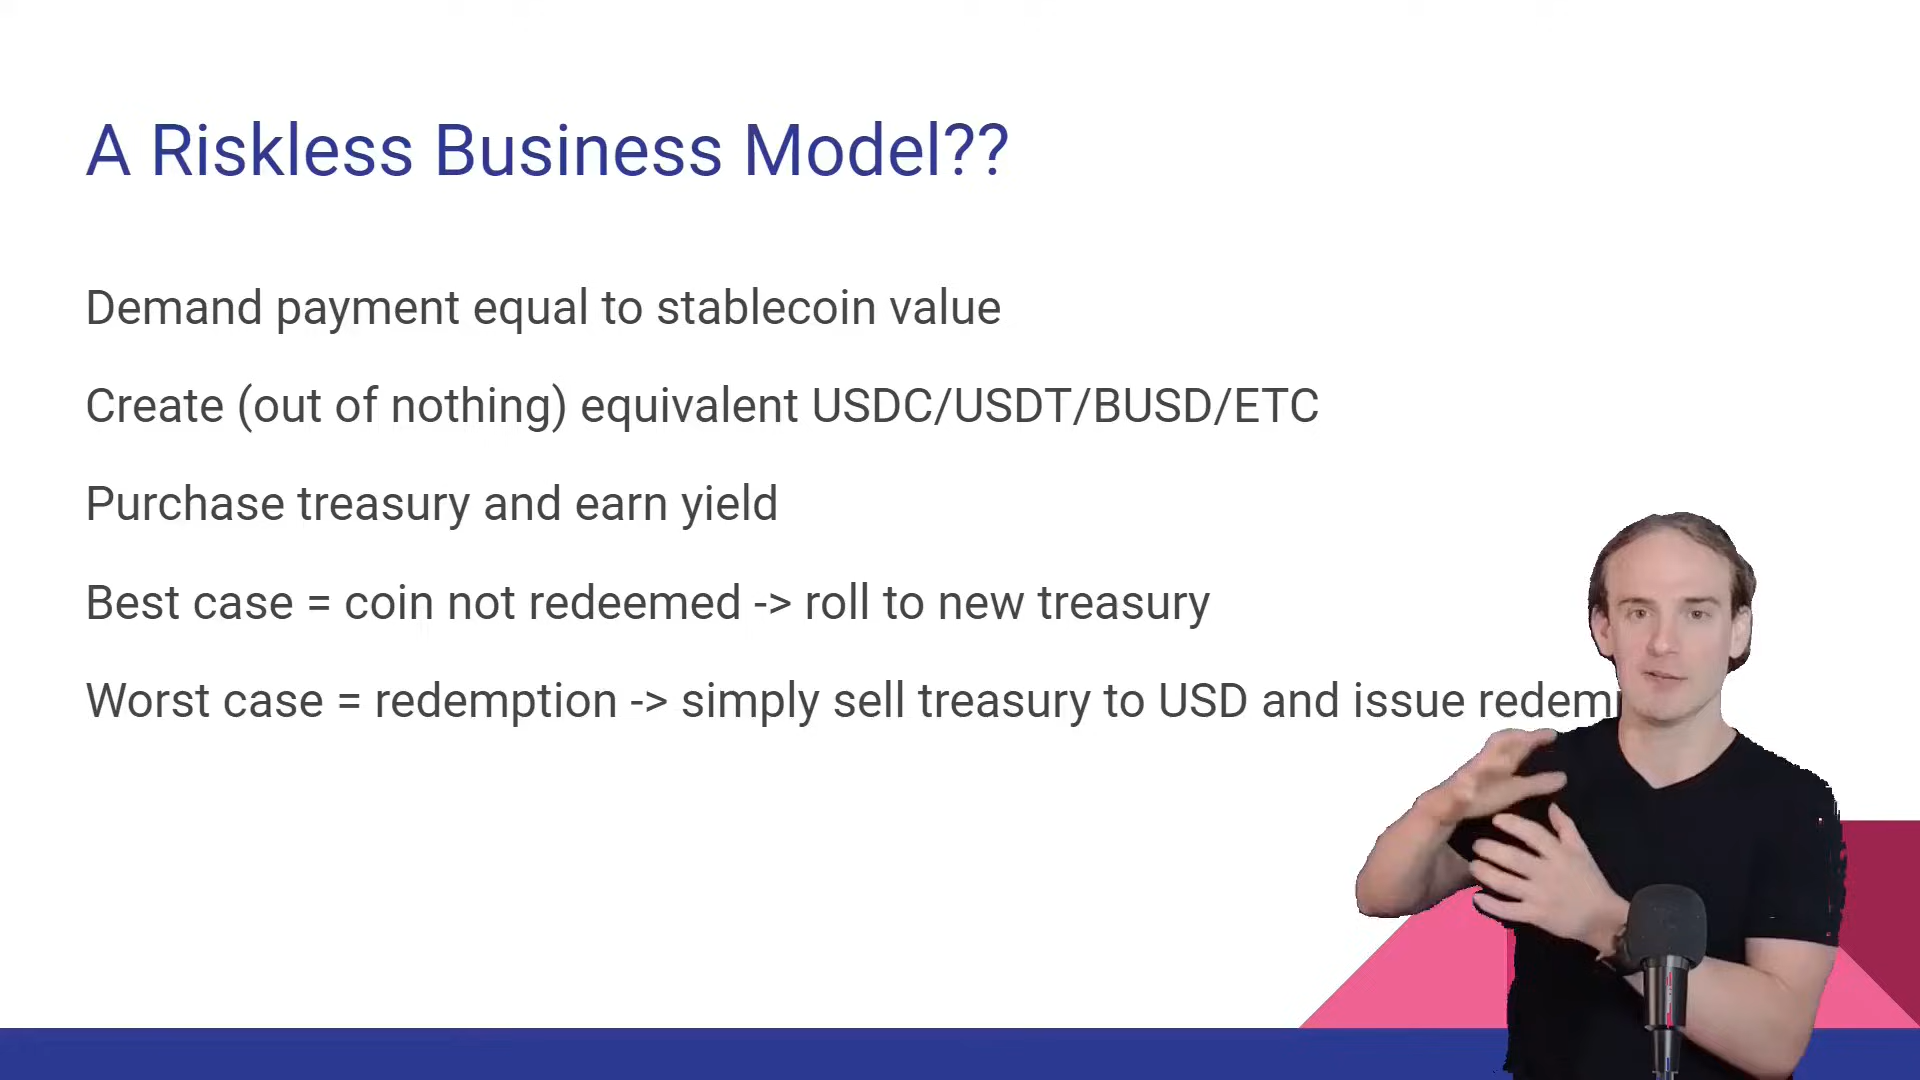 A Riskless Business Model??
Demand payment equal to stablecoin value
Create (out of nothing) equivalent USDC/USDT/BUSD/ETC
Purchase treasury and earn yield
Best case = coin not redeemed -> roll to new treasury
Worst case = redemption -> simply sell treasury to USD and issue